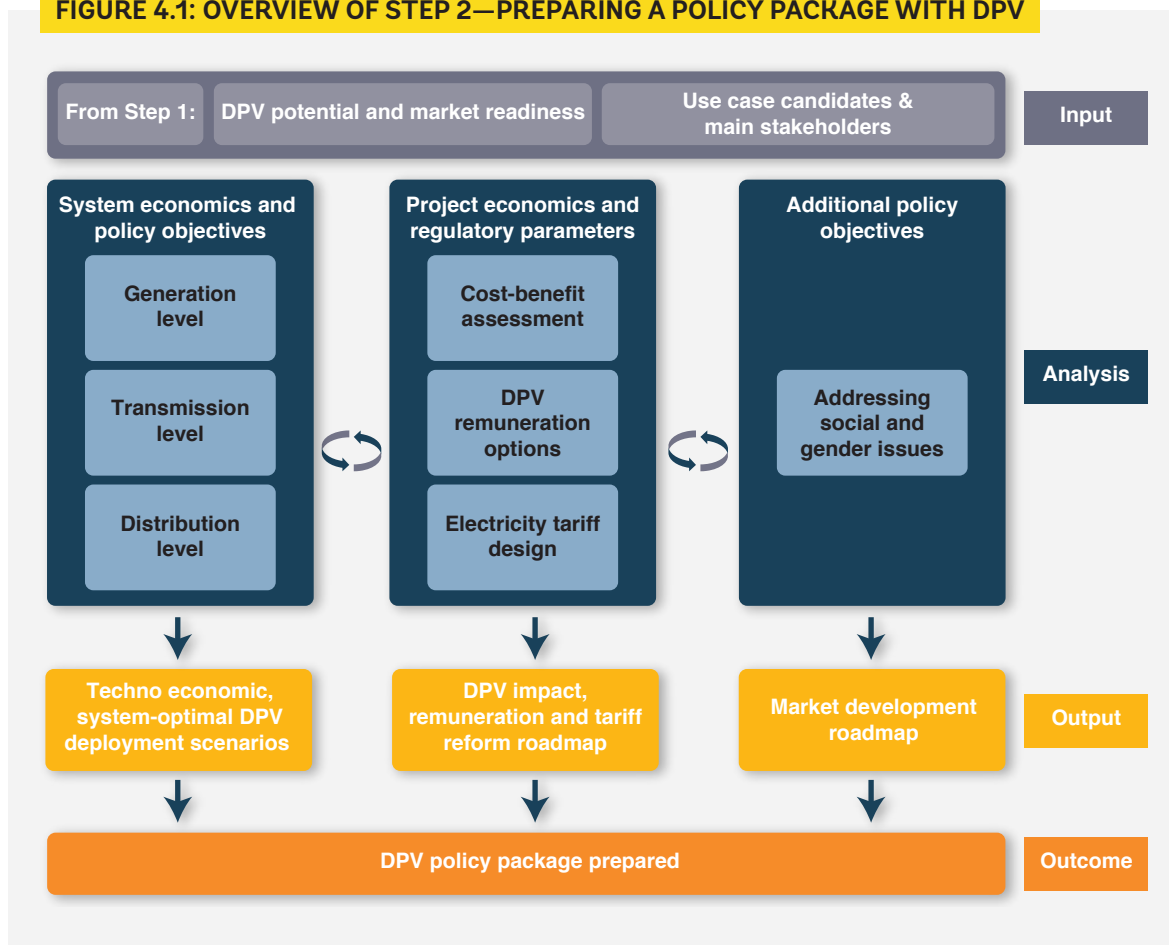 FIGURE 4.1: OVERVIEW OF STEP 2—PREPARING A POLICY PACKAGE WITH DPV
From Step 1:
DPV potential and market readiness
Use case candidates &
main stakeholders
Input
System economics and
policy objectives
Generation
level
Transmission
level
Distribution
level
Project economics and
regulatory parameters
Cost-benefit
assessment
DPV
remuneration
options
Electricity tariff
design
Additional policy
objectives
Addressing
social and
gender issues
Analysis
Techno economic,
system-optimal DPV
deployment scenarios
DPV impact,
remuneration and tariff
reform roadmap
Market development
roadmap
Output
DPV policy package prepared
Outcome